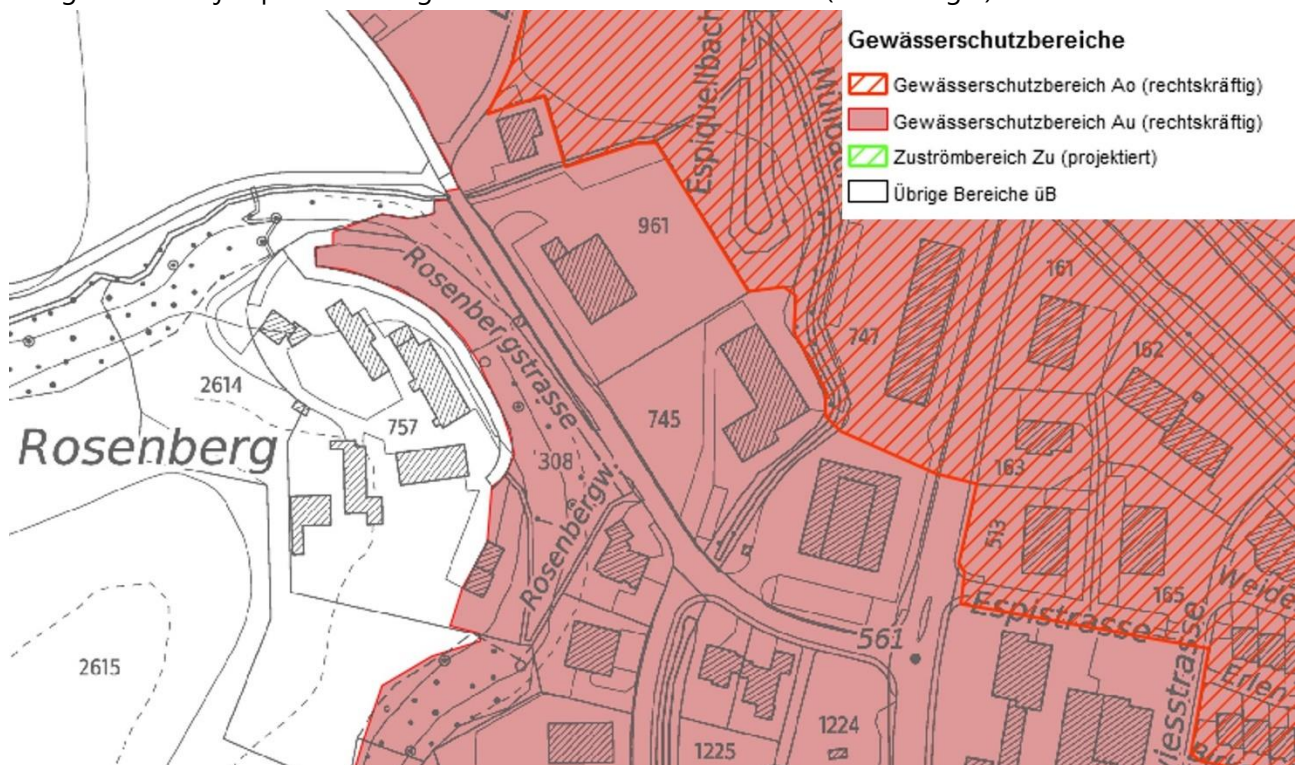 Gewässerschutzbereiche
Gewässerschutzbereich Ao (rechtskräftig)
Gewässerschutzbereich Au (rechtskräftig)
Zuströmbereich Zu (projektiert)
Übrige Bereiche üB
Espiquellbach
961
161
747
162
Rosenbergstrasse
2614
757
745
Rosenberg
308
163
Rosenbergw.
513
165
Espistrasse
561
2615
1224
1225